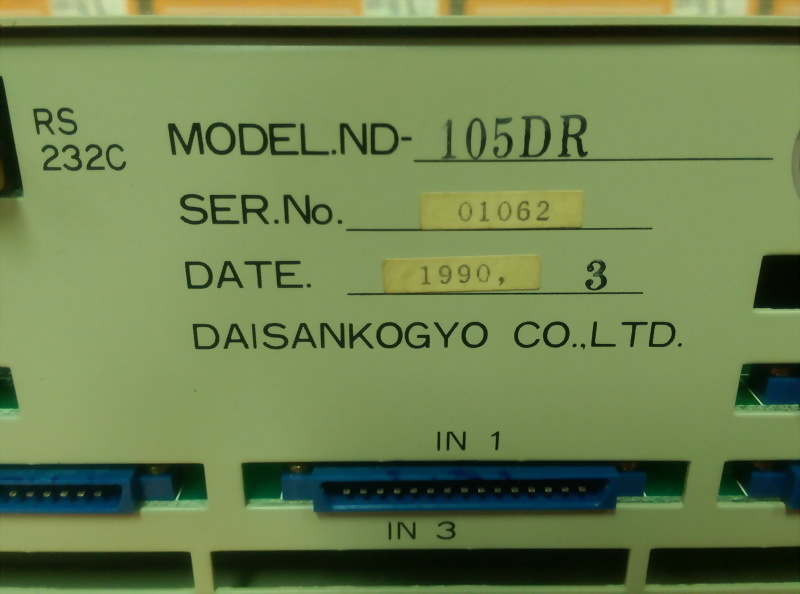 RS
232C
MODEL.ND- 105DR
SER.No. 01062
DATE. 1990, 3
DAISANKOGYO CO.,LTD.
IN 1
IN 3